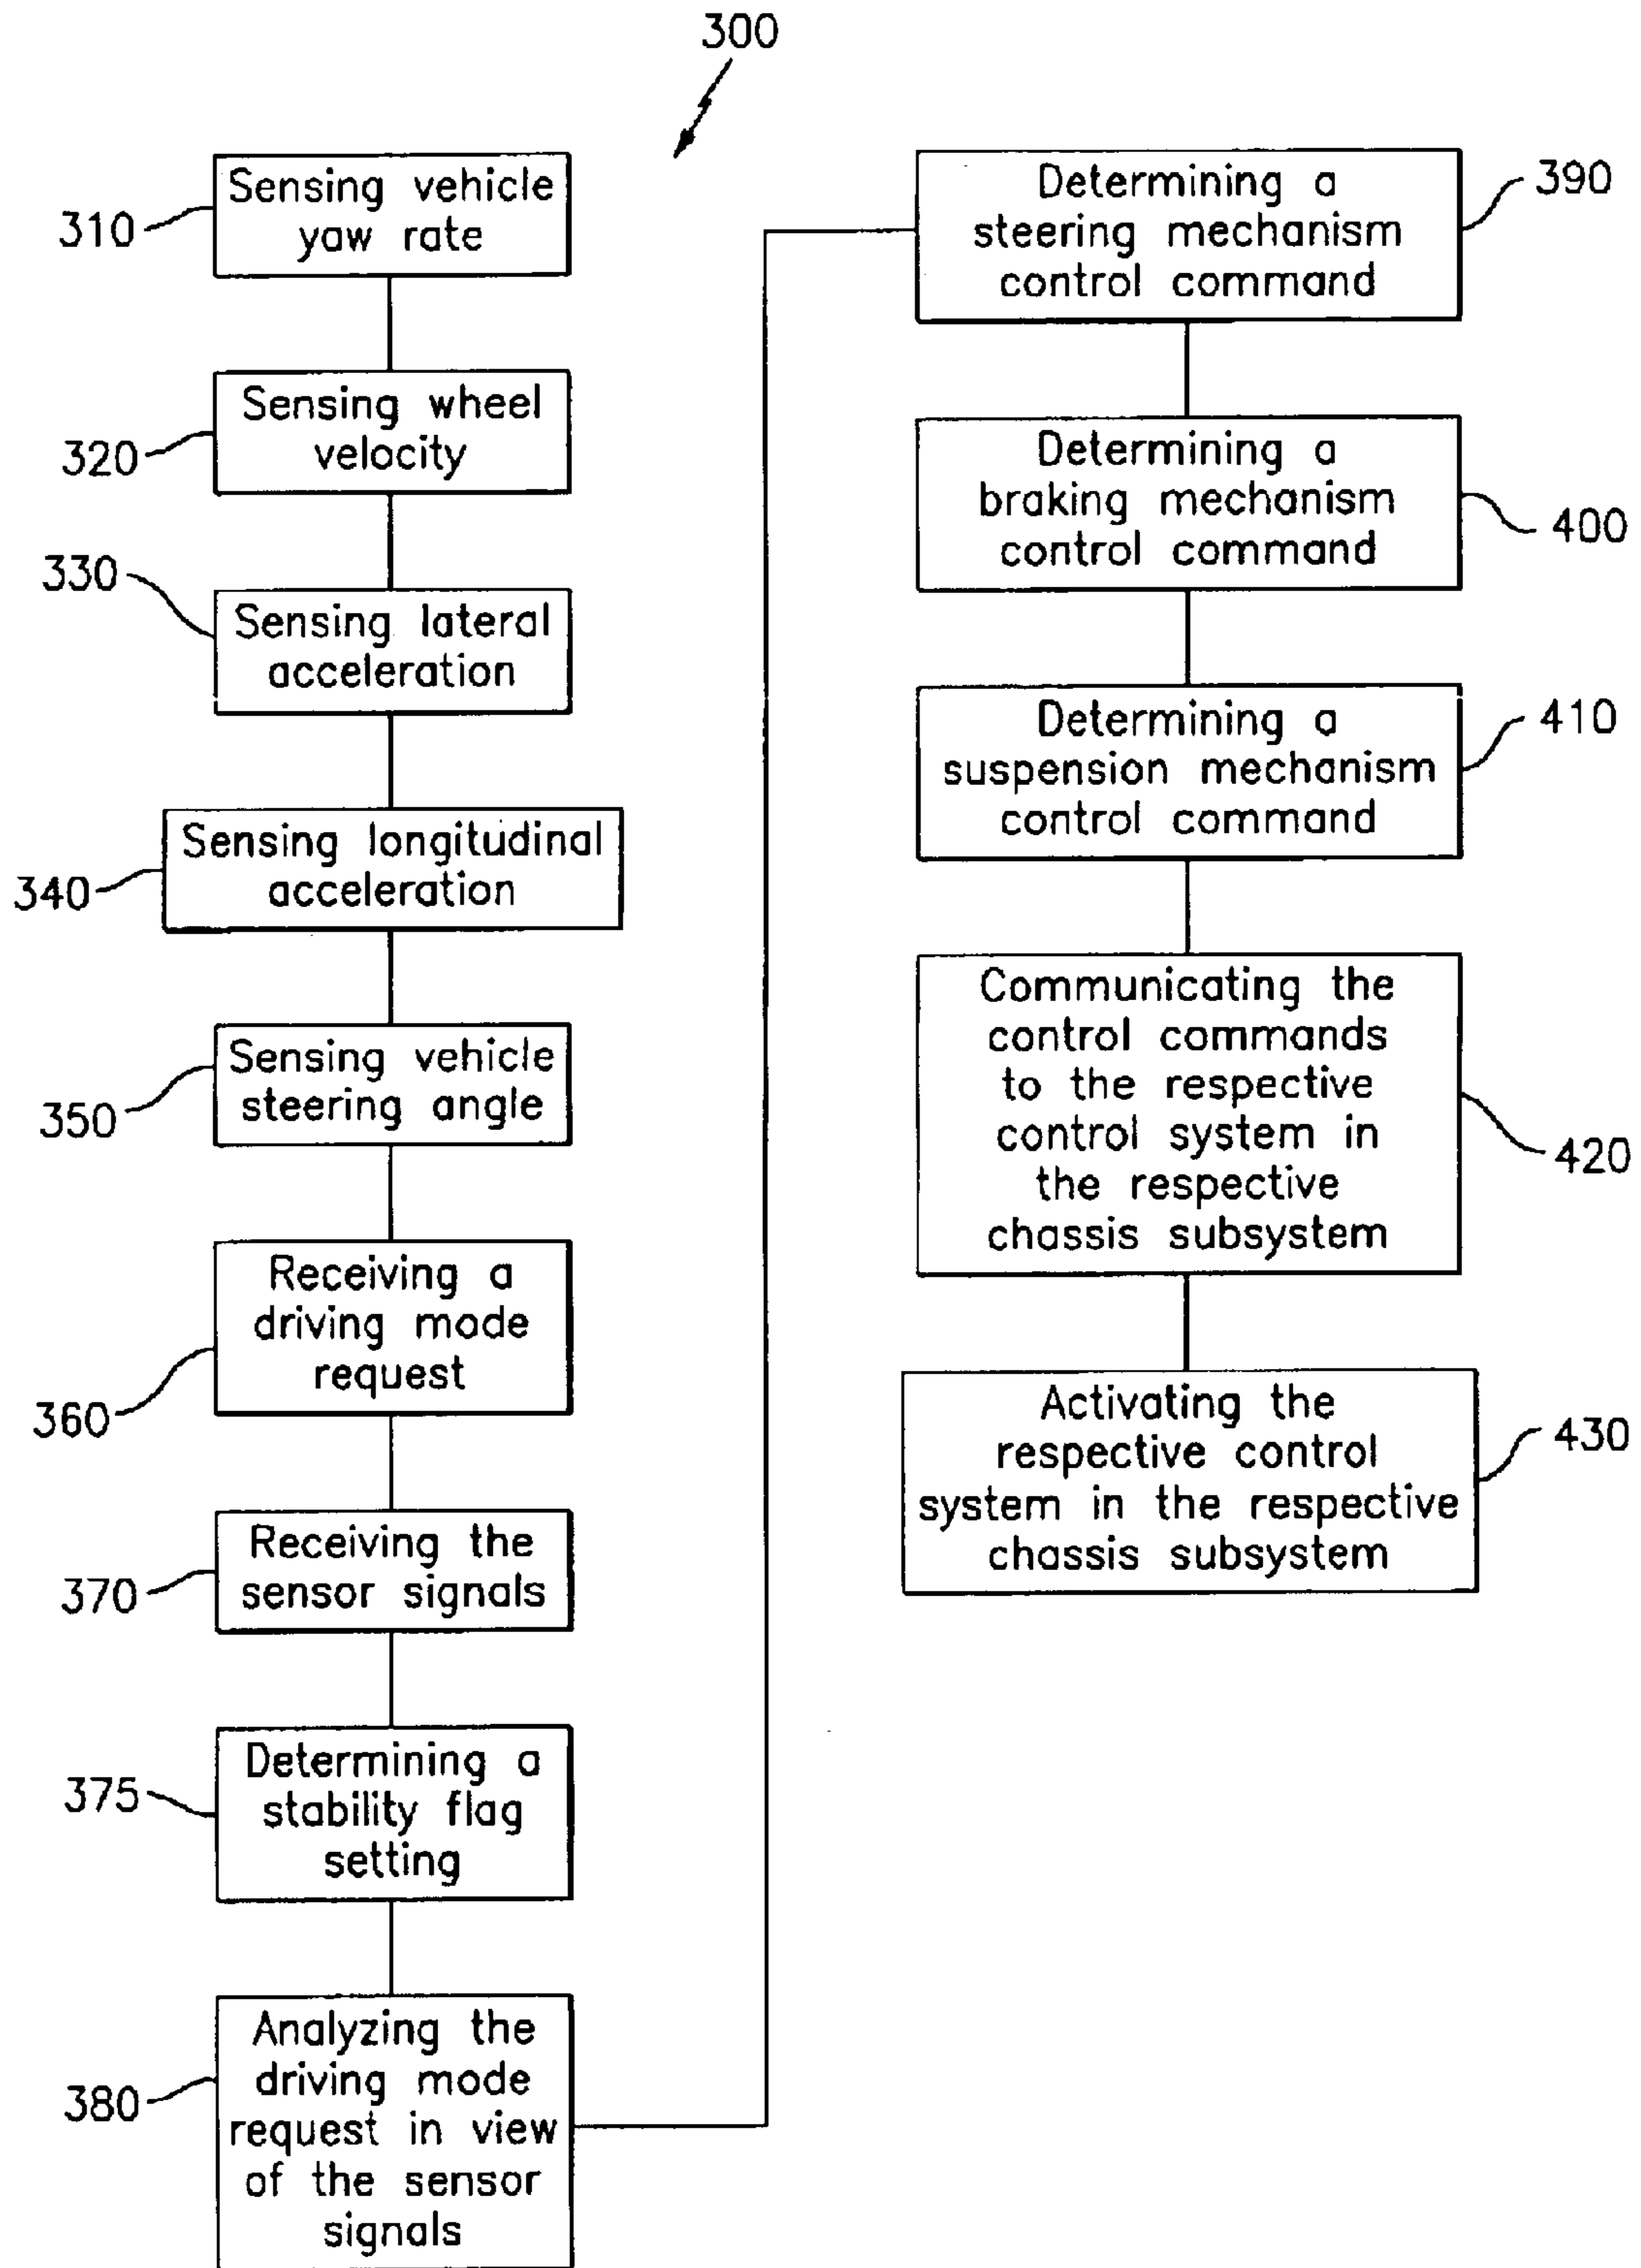 300
310
Sensing vehicle
yaw rate
320
Sensing wheel
velocity
330
Sensing lateral
acceleration
340
Sensing longitudinal
acceleration
350
Sensing vehicle
steering angle
360
Receiving a
driving mode
request
370
Receiving the
sensor signals
375
Determining a
stability flag
setting
380
Analyzing the
driving mode
request in view
of the sensor
signals
390
Determining a
steering mechanism
control command
400
Determining a
braking mechanism
control command
410
Determining a
suspension mechanism
control command
420
Communicating the
control commands
to the respective
control system in
the respective
chassis subsystem
430
Activating the
respective control
system in the respective
chassis subsystem